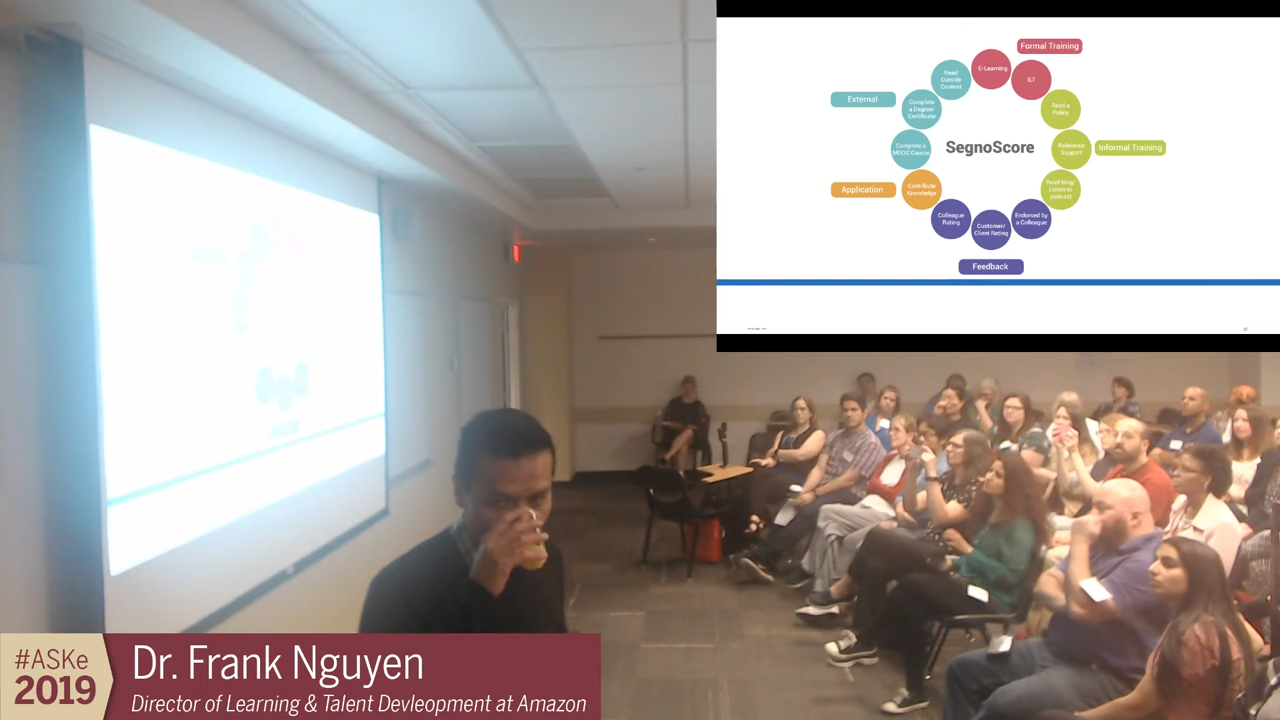 Formal Training
E-Learning
ILT
Read
Outside
Content
External
Complete
a Degree/
Certificate
Read a
Policy
SegnoScore
Complete a
MOOC Course
Reference
Support
Informal Training
Application
Contribute
Knowledge
Read blog/
Listen to
podcast
Colleague
Rating
Customer/
Client Rating
Endorsed by
a Colleague
Feedback
#ASKe
2019
Dr. Frank Nguyen
Director of Learning & Talent Devleopment at Amazon